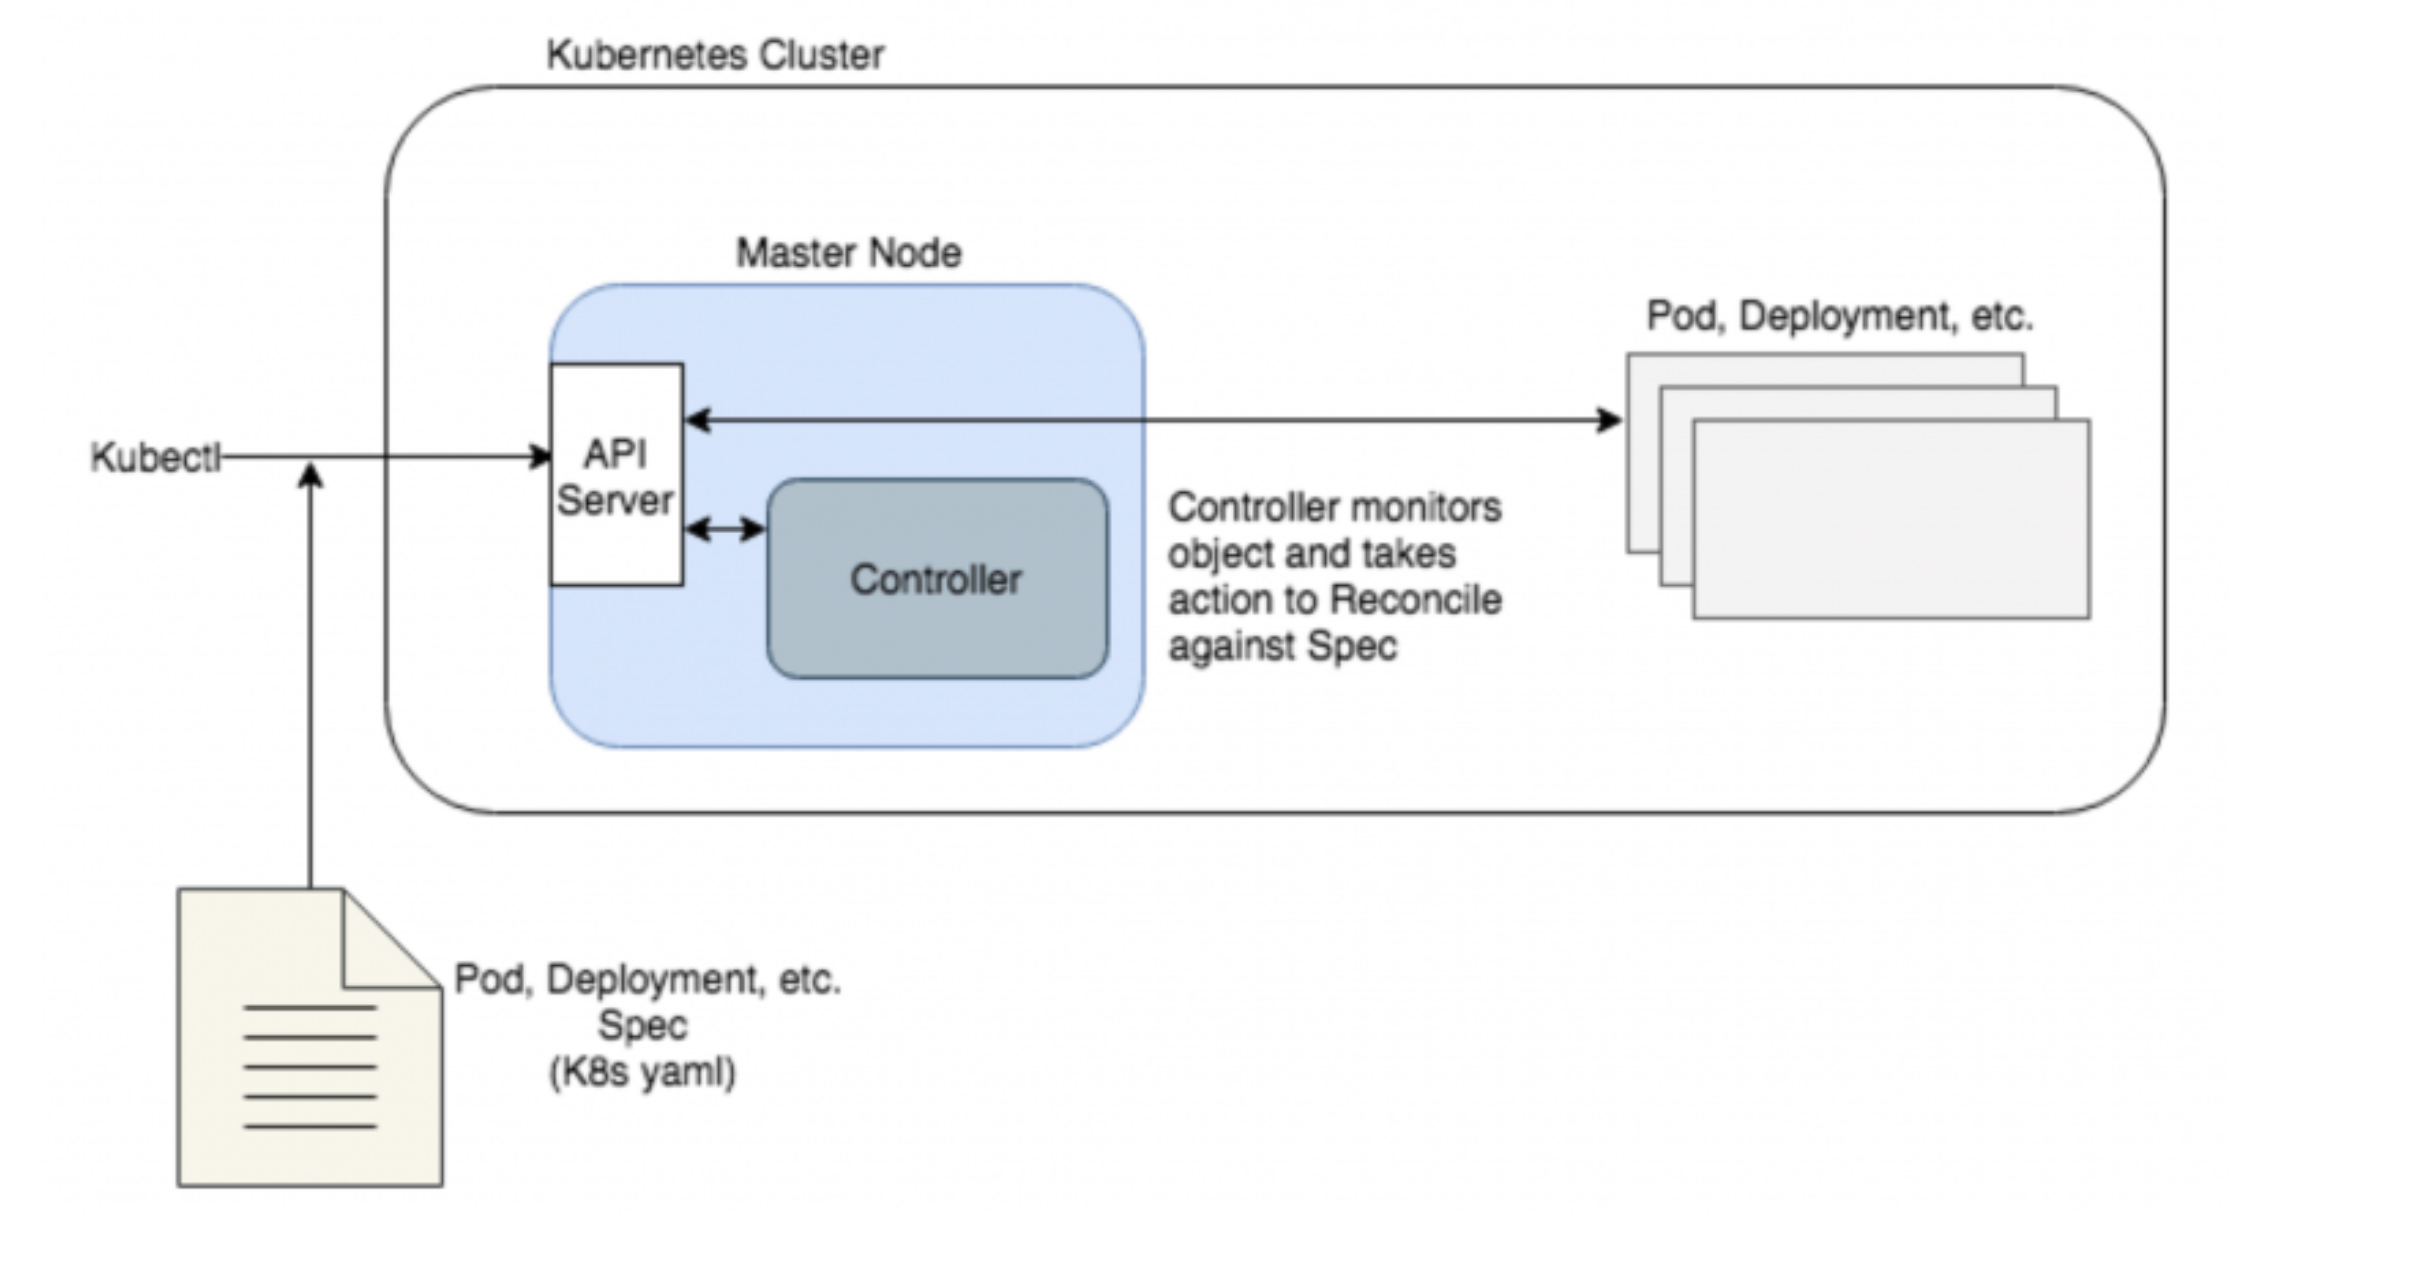 Kubernetes Cluster
Master Node
Pod, Deployment, etc.
Kubectl
API
Server
Controller
Controller monitors
object and takes
action to Reconcile
against Spec
Pod, Deployment, etc.
Spec
(K8s yaml)